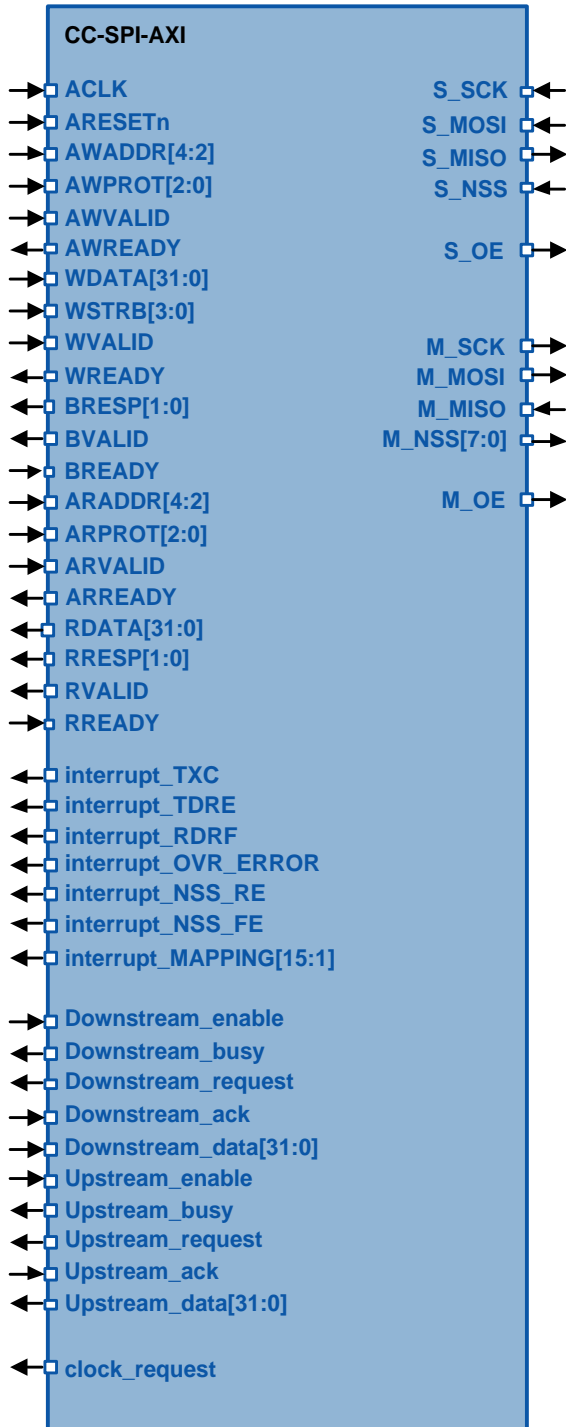 CC-SPI-AXI
ACLK
ARESETn
AWADDR[4:2]
AWPROT[2:0]
AWVALID
AWREADY
WDATA[31:0]
WSTRB[3:0]
WVALID
WREADY
BRESP[1:0]
BVALID
BREADY
ARADDR[4:2]
ARPROT[2:0]
ARVALID
ARREADY
RDATA[31:0]
RRESP[1:0]
RVALID
RREADY
interrupt_TXC
interrupt_TDRE
interrupt_RDRF
interrupt_OVR_ERROR
interrupt_NSS_RE
interrupt_NSS_FE
interrupt_MAPPING[15:1]
Downstream_enable
Downstream_busy
Downstream_request
Downstream_ack
Downstream_data[31:0]
Upstream_enable
Upstream_busy
Upstream_request
Upstream_ack
Upstream_data[31:0]
clock_request
S_SCK
S_MOSI
S_MISO
S_NSS
S_OE
M_SCK
M_MOSI
M_MISO
M_NSS[7:0]
M_OE